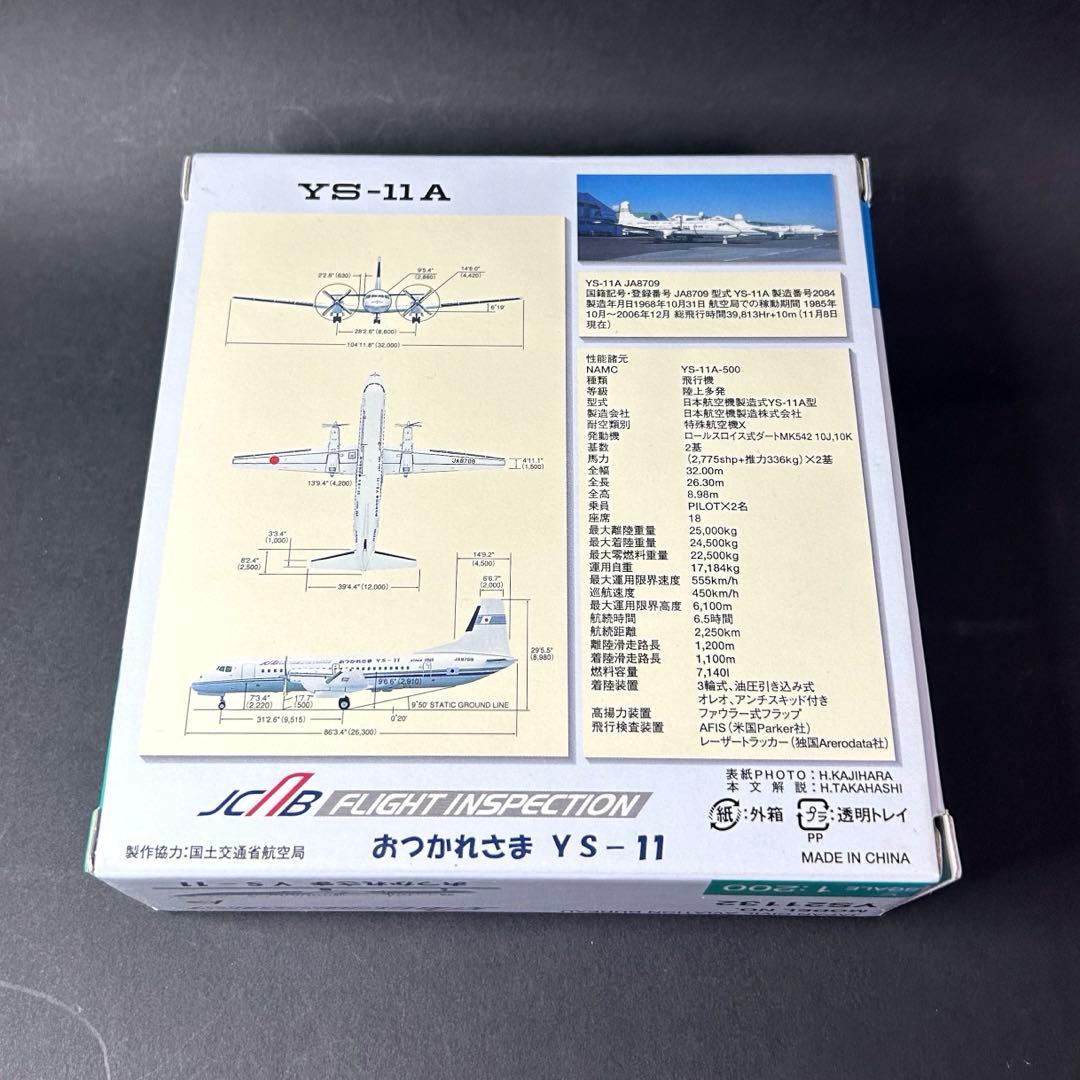 YS-11A
2'2.8" (630)
9'5.4"
(2,880)
14'6.0"
(4,420)
6°19'
28'2.6" (8,600)
104'11.8" (32,000)
JA8709
4'11.1"
(1,500)
13'9.4" (4,200)
3'3.4"
(1,000)
8'2.4"
(2,500)
39'4.4" (12,000)
14'9.2"
(4,500)
6'6.7"
(2,000)
29'5.5"
(8,980)
おつかれさま YS-11
JA8709
9'6.6" (2,910)
7'3.4"
(2,220)
17.7
(500)
9°50' STATIC GROUND LINE
31'2.6" (9,515)
0°20'
86'3.4" (26,300)
YS-11A JA8709
国籍記号・登録番号 JA8709 型式 YS-11A 製造番号2084
製造年月日1968年10月31日 航空局での稼動期間 1985年
10月～2006年12月 総飛行時間39,813Hr+10m (11月8日
現在)
性能諸元
NAMC YS-11A-500
種類 飛行機
等級 陸上多発
型式 日本航空機製造式YS-11A型
製造会社 日本航空機製造株式会社
耐空類別 特殊航空機X
発動機 ロールスロイス式ダートMK542 10J,10K
基数 2基
馬力 (2,775shp+推力336kg)×2基
全幅 32.00m
全長 26.30m
全高 8.98m
乗員 PILOT×2名
座席 18
最大離陸重量 25,000kg
最大着陸重量 24,500kg
最大零燃料重量 22,500kg
運用自重 17,184kg
最大運用限界速度 555km/h
巡航速度 450km/h
最大運用限界高度 6,100m
航続時間 6.5時間
航続距離 2,250km
離陸滑走路長 1,200m
着陸滑走路長 1,100m
燃料容量 7,140l
着陸装置 3輪式、油圧引き込み式
オレオ、アンチスキッド付き
高揚力装置 ファウラー式フラップ
飛行検査装置 AFIS(米国Parker社)
レーザートラッカー(独国Arerodata社)
表紙PHOTO：H.KAJIHARA
本文解説：H.TAKAHASHI
JCAB FLIGHT INSPECTION
紙：外箱 プラ：透明トレイ
PP
おつかれさま YS-11
製作協力：国土交通省航空局
MADE IN CHINA
おつかれさま YS-11
SCALE 1:200
MODEL NO
YS21132